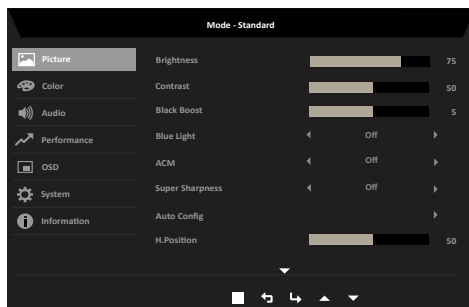 Mode - Standard
Picture
Brightness 75
Color
Contrast 50
Audio
Black Boost 5
Performance
Blue Light Off
OSD
ACM Off
System
Super Sharpness Off
Information
Auto Config
H.Position 50